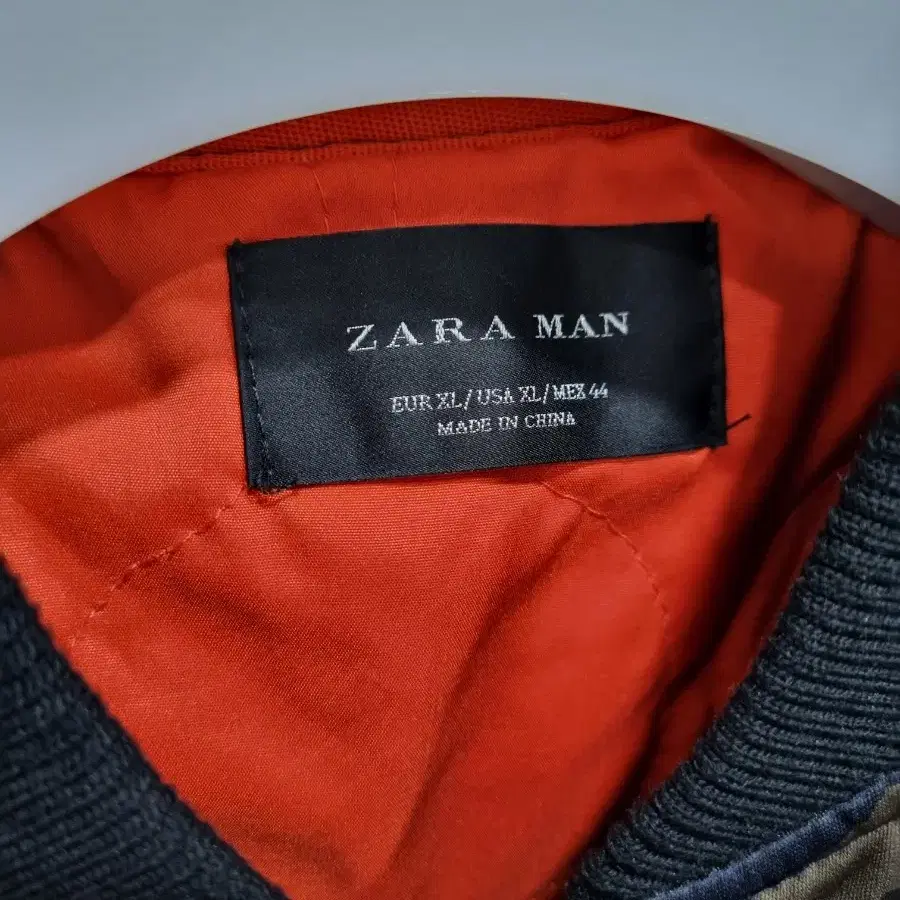 ZARA MAN
EUR XL/USA XL/MEX 44
MADE IN CHINA